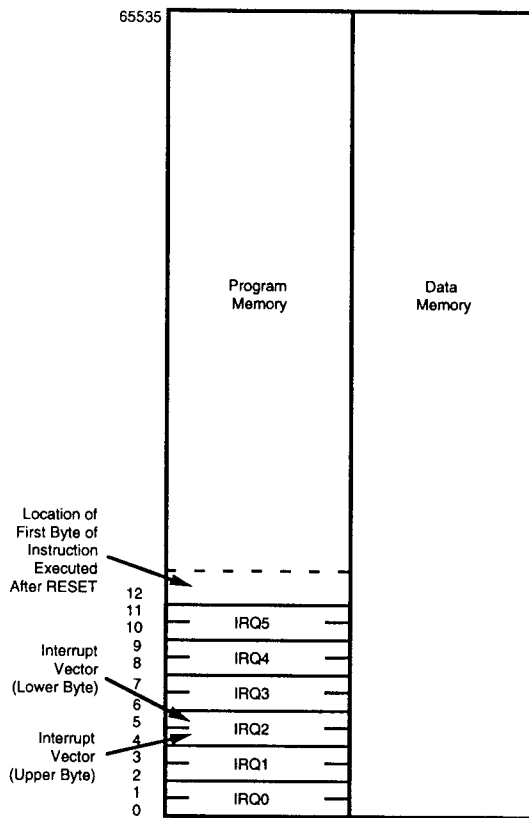 65535
Program
Memory
Data
Memory
Location of
First Byte of
Instruction
Executed
After RESET
12
11
10
IRQ5
9
8
IRQ4
Interrupt
Vector
(Lower Byte)
7
6
IRQ3
5
4
IRQ2
Interrupt
Vector
(Upper Byte)
3
2
IRQ1
1
0
IRQ0